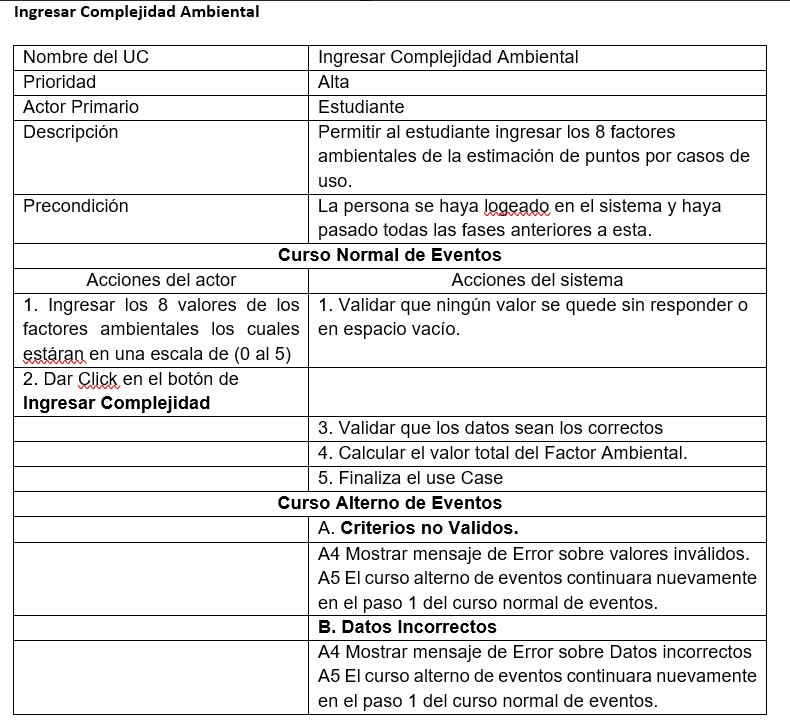 Ingresar Complejidad Ambiental
Nombre del UC
Ingresar Complejidad Ambiental
Prioridad
Alta
Actor Primario
Estudiante
Descripción
Permitir al estudiante ingresar los 8 factores
ambientales de la estimación de puntos por casos de
uso.
Precondición
La persona se haya logeado en el sistema y haya
pasado todas las fases anteriores a esta.
Curso Normal de Eventos
Acciones del actor
Acciones del sistema
1. Ingresar los 8 valores de los
factores ambientales los cuales
estáran en una escala de (0 al 5)
1. Validar que ningún valor se quede sin responder o
en espacio vacío.
2. Dar Click en el botón de
Ingresar Complejidad
3. Validar que los datos sean los correctos
4. Calcular el valor total del Factor Ambiental.
5. Finaliza el use Case
Curso Alterno de Eventos
A. Criterios no Validos.
A4 Mostrar mensaje de Error sobre valores inválidos.
A5 El curso alterno de eventos continuara nuevamente
en el paso 1 del curso normal de eventos.
B. Datos Incorrectos
A4 Mostrar mensaje de Error sobre Datos incorrectos
A5 El curso alterno de eventos continuara nuevamente
en el paso 1 del curso normal de eventos.